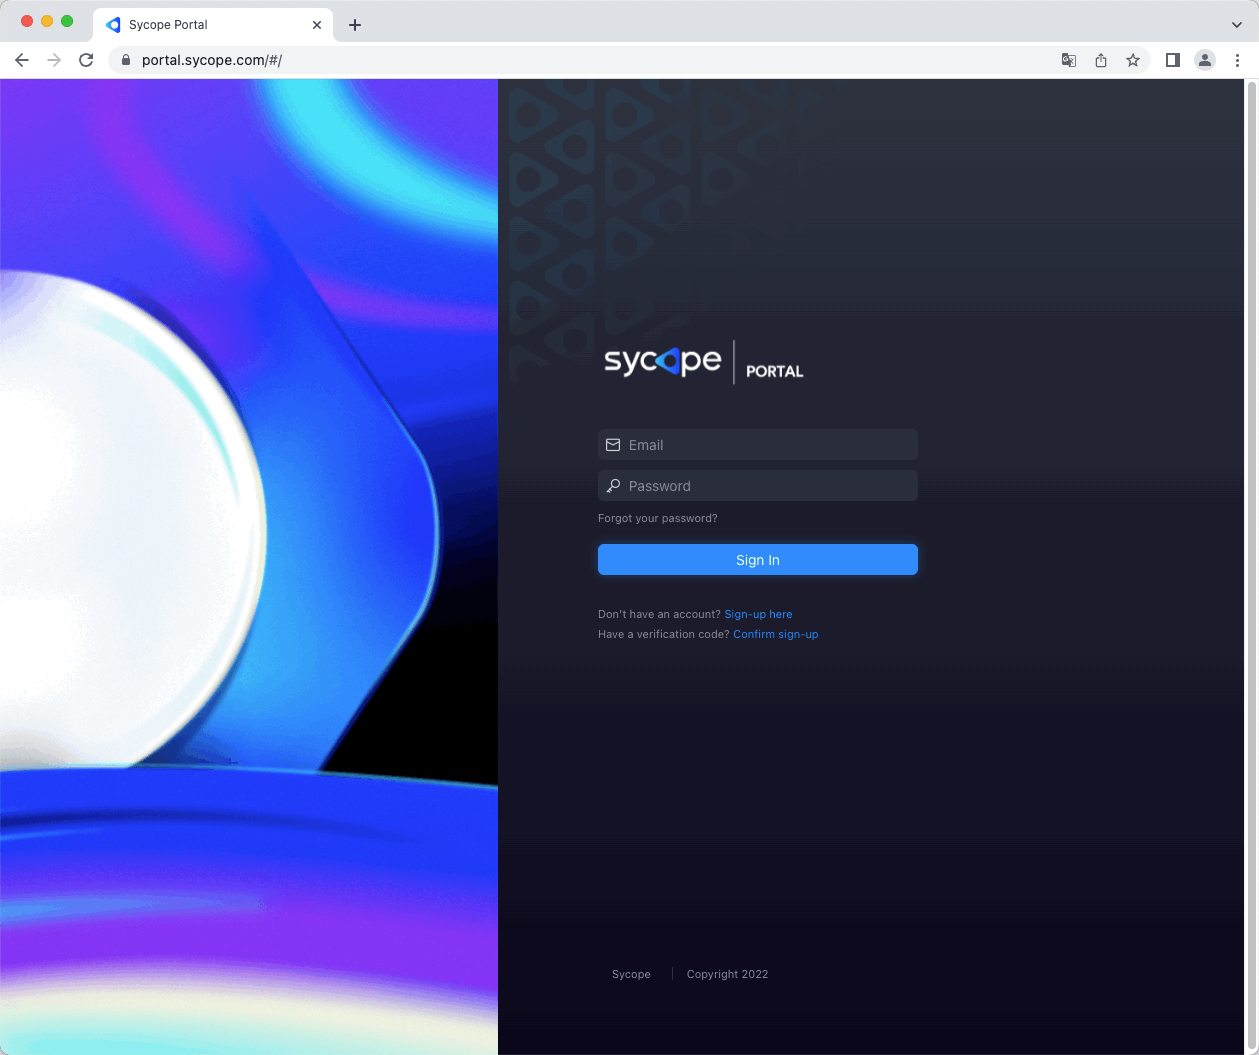 Sycope Portal
portal.sycope.com/#/
sycope PORTAL
Email
Password
Forgot your password?
Sign In
Don't have an account? Sign-up here
Have a verification code? Confirm sign-up
Sycope Copyright 2022